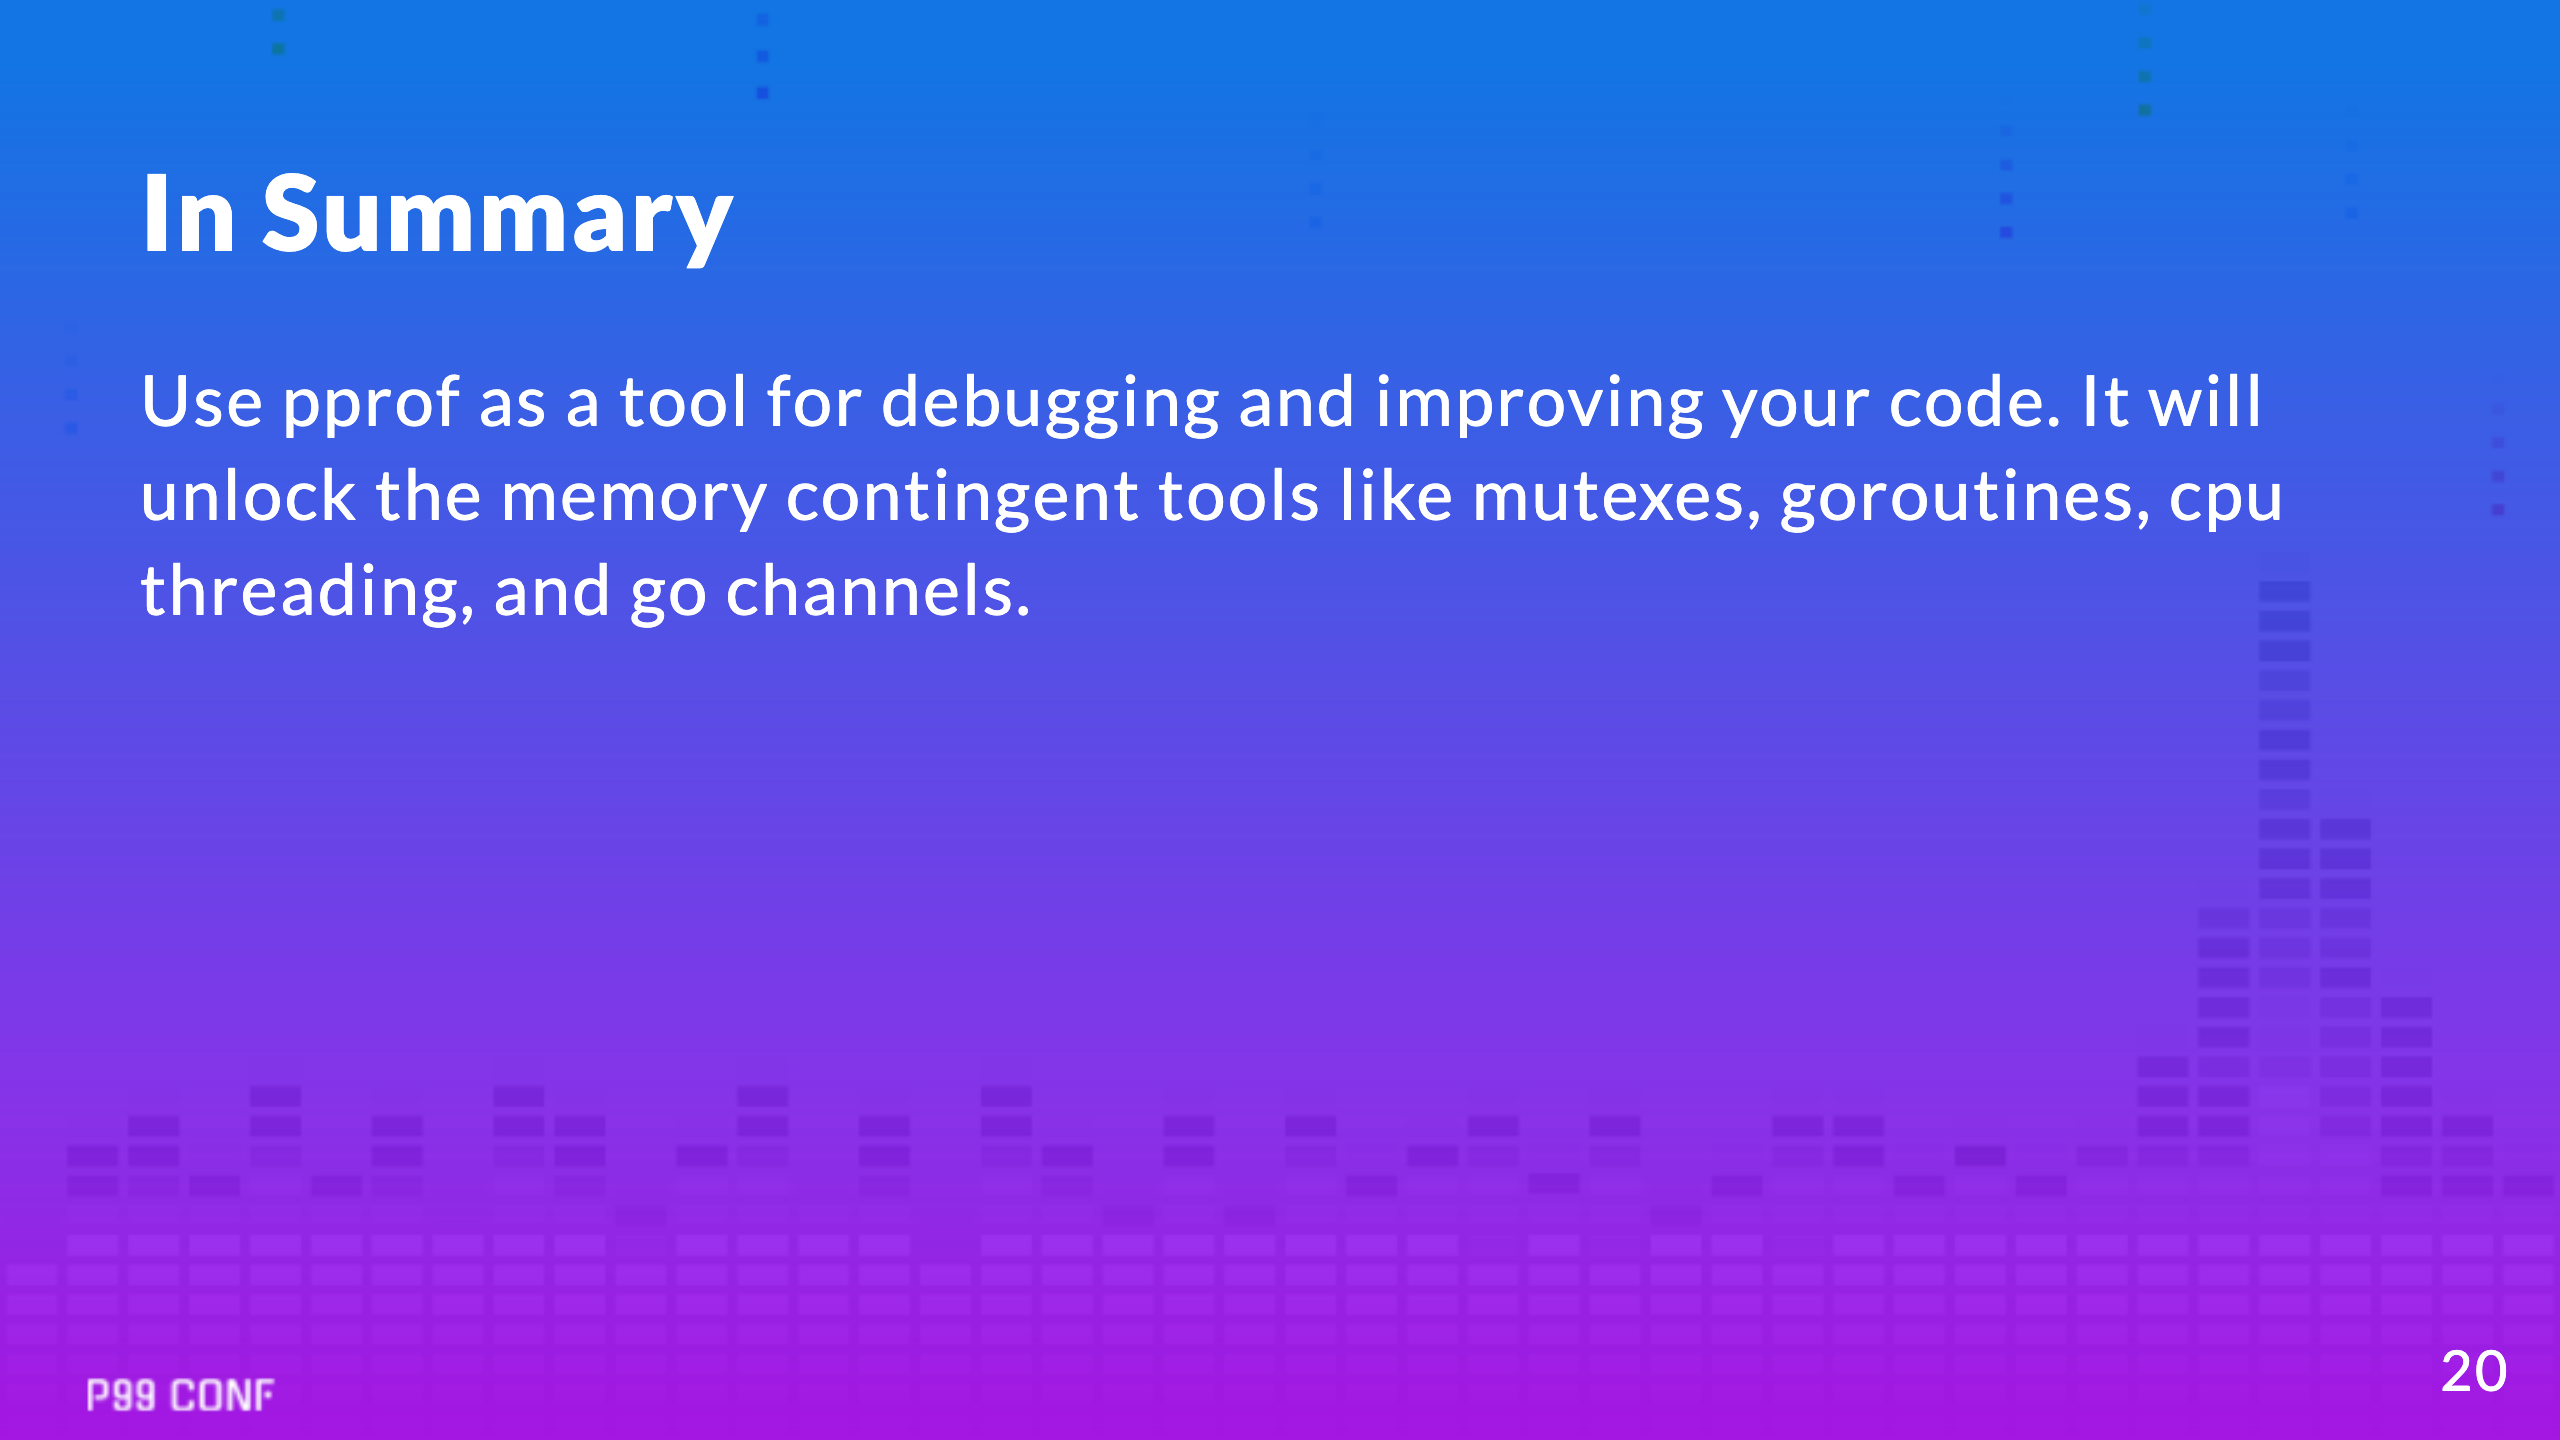 In Summary
Use pprof as a tool for debugging and improving your code. It will
unlock the memory contingent tools like mutexes, goroutines, cpu
threading, and go channels.
P99 CONF
20